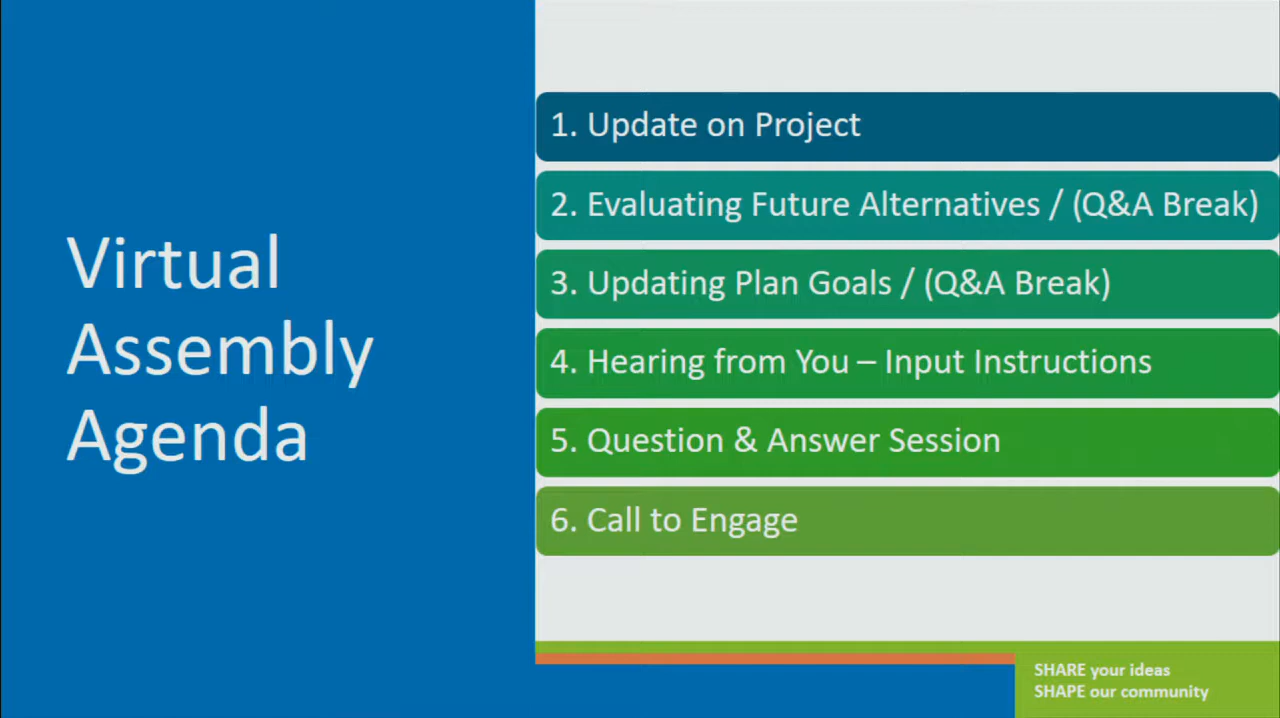 Virtual
Assembly
Agenda
1. Update on Project
2. Evaluating Future Alternatives / (Q&A Break)
3. Updating Plan Goals / (Q&A Break)
4. Hearing from You – Input Instructions
5. Question & Answer Session
6. Call to Engage
SHARE your ideas
SHAPE our community